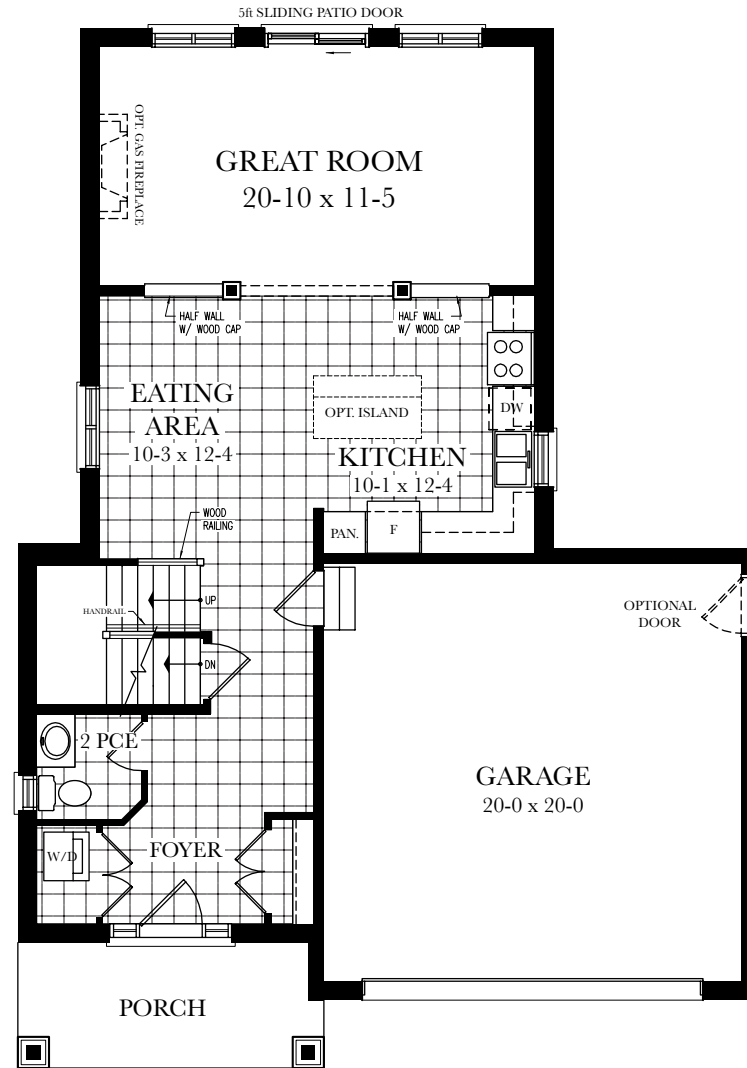 5ft SLIDING PATIO DOOR
OPT. GAS FIREPLACE
GREAT ROOM
20-10 x 11-5
HALF WALL
W/ WOOD CAP
HALF WALL
W/ WOOD CAP
EATING
AREA
10-3 x 12-4
OPT. ISLAND
DW
KITCHEN
10-1 x 12-4
WOOD
RAILING
PAN.
F
UP
HANDRAIL
DN
OPTIONAL
DOOR
2 PCE
GARAGE
20-0 x 20-0
W/D
FOYER
PORCH